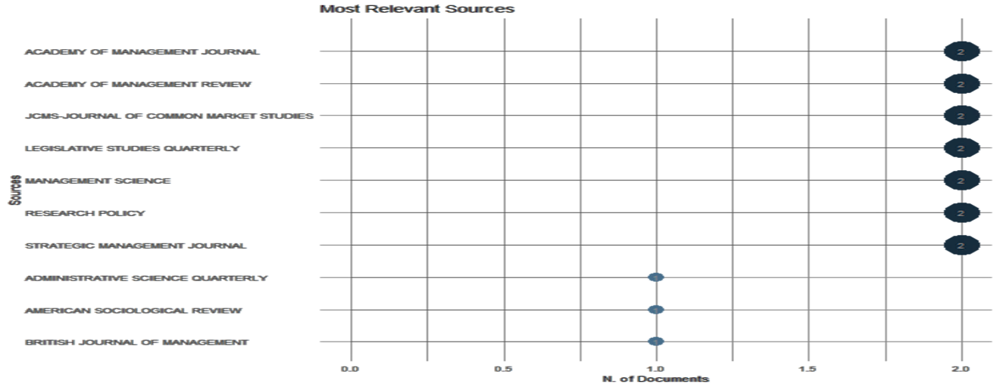 Most Relevant Sources
ACADEMY OF MANAGEMENT JOURNAL
2
ACADEMY OF MANAGEMENT REVIEW
2
JCMS-JOURNAL OF COMMON MARKET STUDIES
2
LEGISLATIVE STUDIES QUARTERLY
2
Sources
MANAGEMENT SCIENCE
2
RESEARCH POLICY
2
STRATEGIC MANAGEMENT JOURNAL
2
ADMINISTRATIVE SCIENCE QUARTERLY
1
AMERICAN SOCIOLOGICAL REVIEW
1
BRITISH JOURNAL OF MANAGEMENT
1
0.0 0.5 1.0 1.5 2.0
N. of Documents